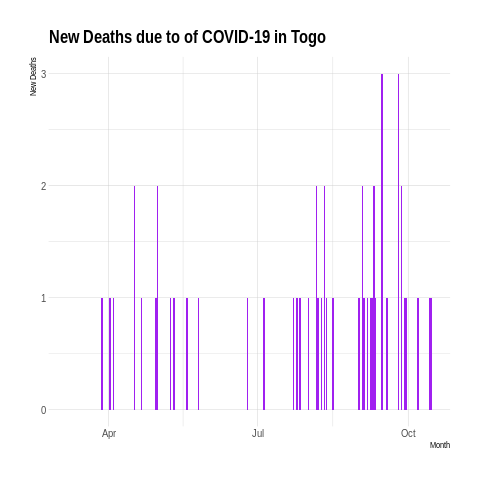 New Deaths due to of COVID-19 in Togo
New Deaths
3
2
1
0
Apr Jul Oct
Month